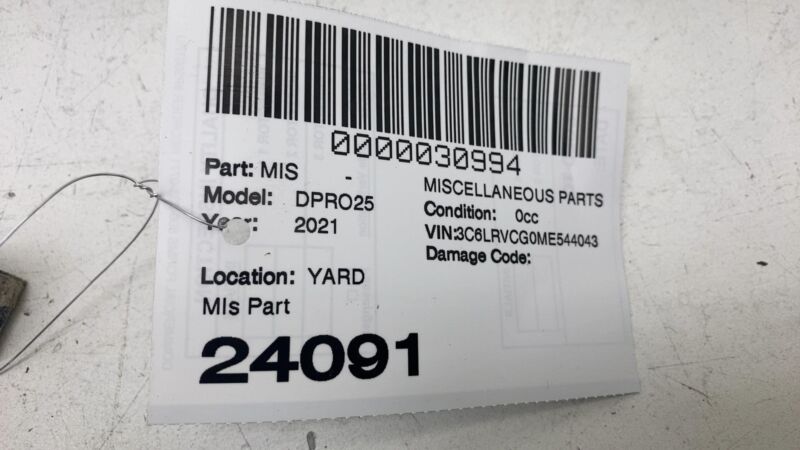 0000030994
Part: MIS -
MISCELLANEOUS PARTS
Model: DPRO25
Condition: 0cc
Year: 2021
VIN:3C6LRVCG0ME544043
Damage Code:
Location: YARD
MIs Part
24091